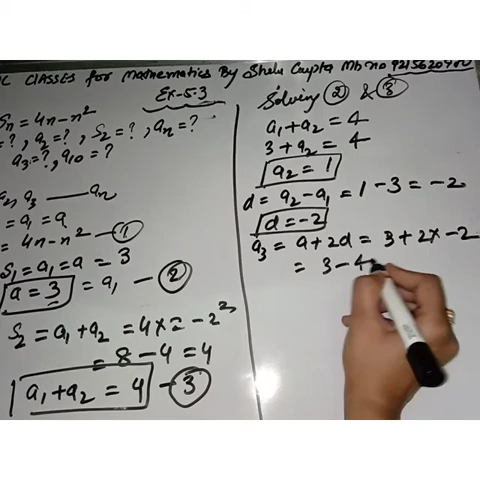 CLASSES for Mathematics By Shelu Gupta Mb no 9215620900
Ex-5.3
Sn = 4n - n²
= ?, a₂ = ?, S₂ = ?, an = ?
a₃ = ?, a₁₀ = ?
a₃ —— an
= a₁ = a
= 4n - n² — ①
S₁ = a₁ = a = 3
a = 3 = a₁ — ②
S₂ = a₁ + a₂ = 4×2 - 2²
= 8 - 4 = 4
a₁ + a₂ = 4 — ③
Solving ② & ③
a₁ + a₂ = 4
3 + a₂ = 4
a₂ = 1
d = a₂ - a₁ = 1 - 3 = -2
d = -2
a₃ = a + 2d = 3 + 2× -2
= 3 - 4